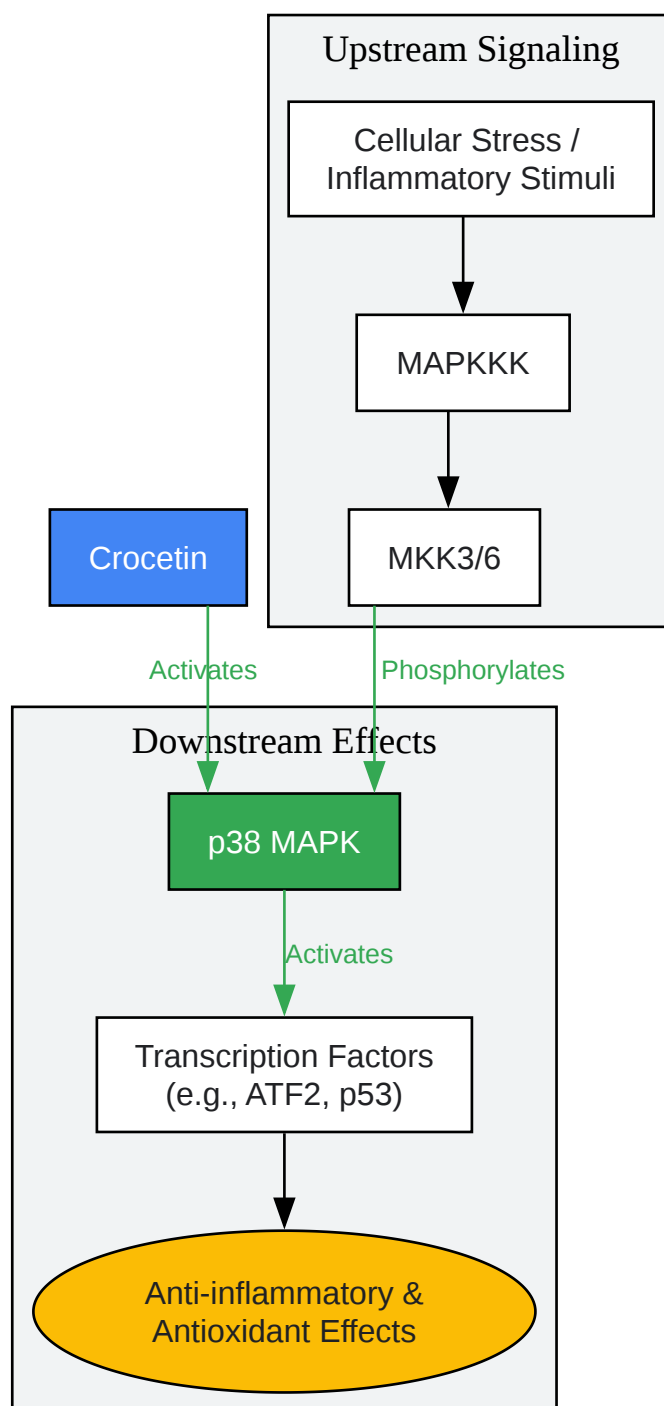 Upstream Signaling
Cellular Stress /
Inflammatory Stimuli
MAPKKK
Crocetin
MKK3/6
Activates
Phosphorylates
Downstream Effects
p38 MAPK
Activates
Transcription Factors
(e.g., ATF2, p53)
Anti-inflammatory &
Antioxidant Effects